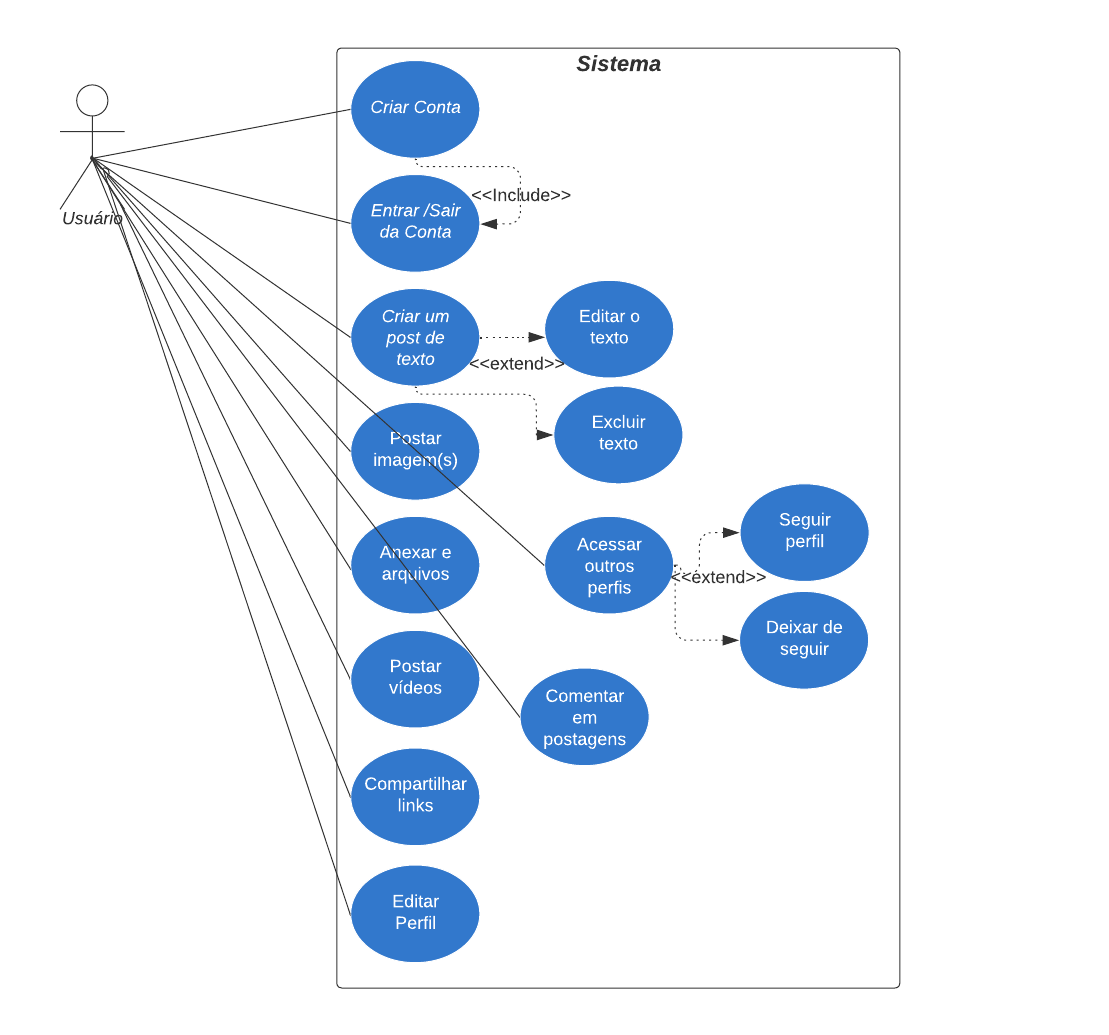 Sistema
Criar Conta
<<Include>>
Entrar /Sair
da Conta
Usuário
Criar um
post de
texto
Editar o
texto
<<extend>>
Excluir
texto
Postar
imagem(s)
Anexar e
arquivos
Acessar
outros
perfis
Seguir
perfil
<<extend>>
Deixar de
seguir
Postar
vídeos
Comentar
em
postagens
Compartilhar
links
Editar
Perfil